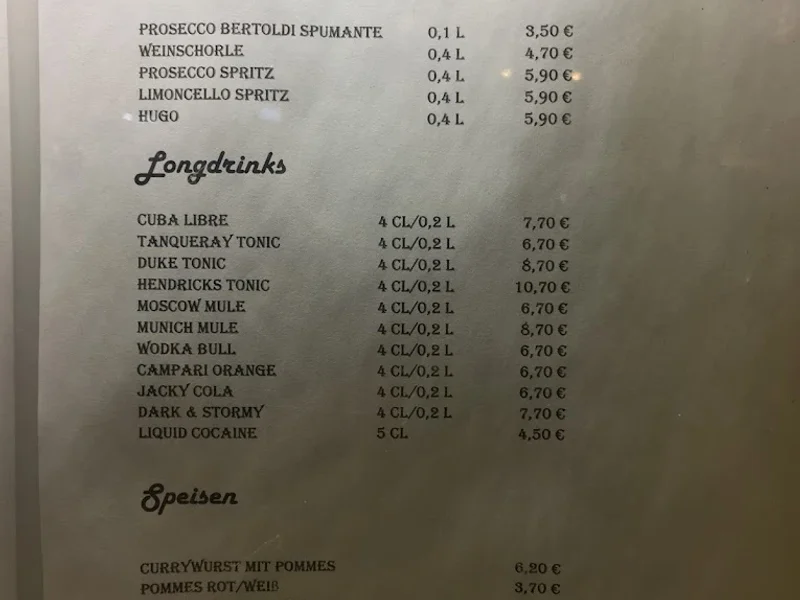 PROSECCO BERTOLDI SPUMANTE 0,1 L 3,50 €
WEINSCHORLE 0,4 L 4,70 €
PROSECCO SPRITZ 0,4 L 5,90 €
LIMONCELLO SPRITZ 0,4 L 5,90 €
HUGO 0,4 L 5,90 €
Longdrinks
CUBA LIBRE 4 CL/0,2 L 7,70 €
TANQUERAY TONIC 4 CL/0,2 L 6,70 €
DUKE TONIC 4 CL/0,2 L 8,70 €
HENDRICKS TONIC 4 CL/0,2 L 10,70 €
MOSCOW MULE 4 CL/0,2 L 6,70 €
MUNICH MULE 4 CL/0,2 L 8,70 €
WODKA BULL 4 CL/0,2 L 6,70 €
CAMPARI ORANGE 4 CL/0,2 L 6,70 €
JACKY COLA 4 CL/0,2 L 6,70 €
DARK & STORMY 4 CL/0,2 L 7,70 €
LIQUID COCAINE 5 CL 4,50 €
Speisen
CURRYWURST MIT POMMES 6,20 €
POMMES ROT/WEIß 3,70 €